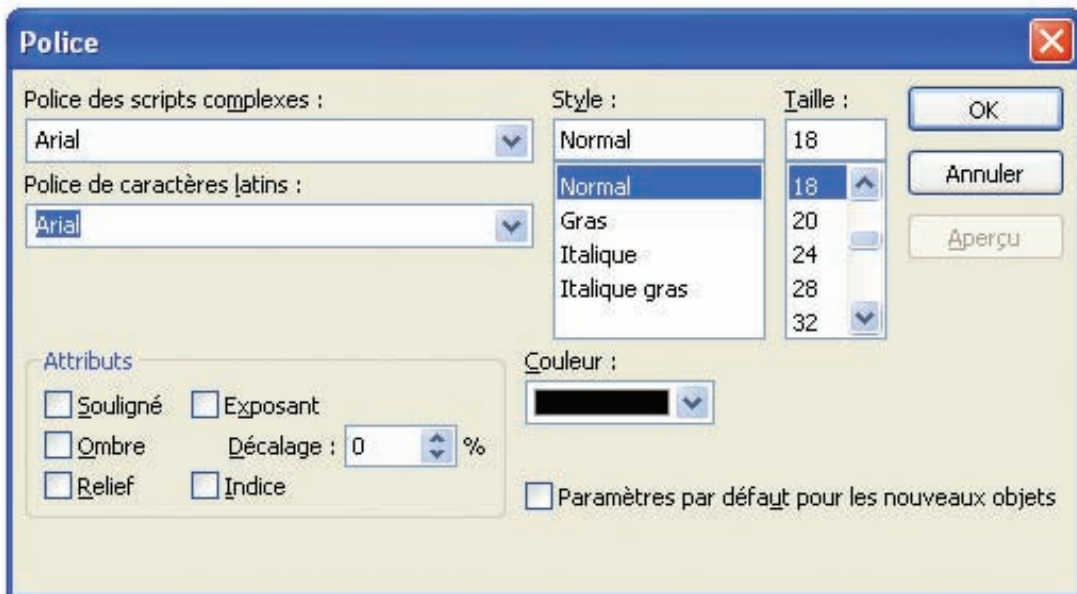 Police
Police des scripts complexes :
Arial
Police de caractères latins :
Arial
Style :
Normal
Normal
Gras
Italique
Italique gras
Taille :
18
18
20
24
28
32
OK
Annuler
Aperçu
Attributs
Souligné
Exposant
Ombre
Décalage : 0 %
Relief
Indice
Couleur :
Paramètres par défaut pour les nouveaux objets